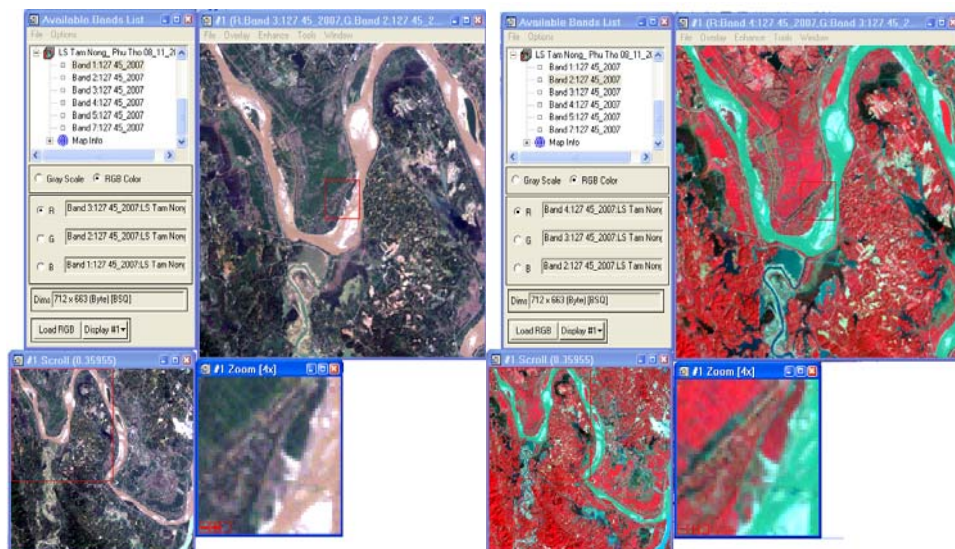 Available Bands List
File Options
LS Tam Nong_ Phu Tho 08_11_20
Band 1:127 45_2007
Band 2:127 45_2007
Band 3:127 45_2007
Band 4:127 45_2007
Band 5:127 45_2007
Band 7:127 45_2007
Map Info
Gray Scale RGB Color
R Band 3:127 45_2007:LS Tam Nong
G Band 2:127 45_2007:LS Tam Nong
B Band 1:127 45_2007:LS Tam Nong
Dims 712 x 663 (Byte) [BSQ]
Load RGB Display #1
#1 (R:Band 3:127 45_2007,G:Band 2:127 45_2...
File Overlay Enhance Tools Window
#1 Scroll (0.35955)
#1 Zoom [4x]
Available Bands List
File Options
LS Tam Nong_ Phu Tho 08_11_20
Band 1:127 45_2007
Band 2:127 45_2007
Band 3:127 45_2007
Band 4:127 45_2007
Band 5:127 45_2007
Band 7:127 45_2007
Map Info
Gray Scale RGB Color
R Band 4:127 45_2007:LS Tam Nong
G Band 3:127 45_2007:LS Tam Nong
B Band 2:127 45_2007:LS Tam Nong
Dims 712 x 663 (Byte) [BSQ]
Load RGB Display #1
#1 (R:Band 4:127 45_2007,G:Band 3:127 45_2...
File Overlay Enhance Tools Window
#1 Scroll (0.35955)
#1 Zoom [4x]